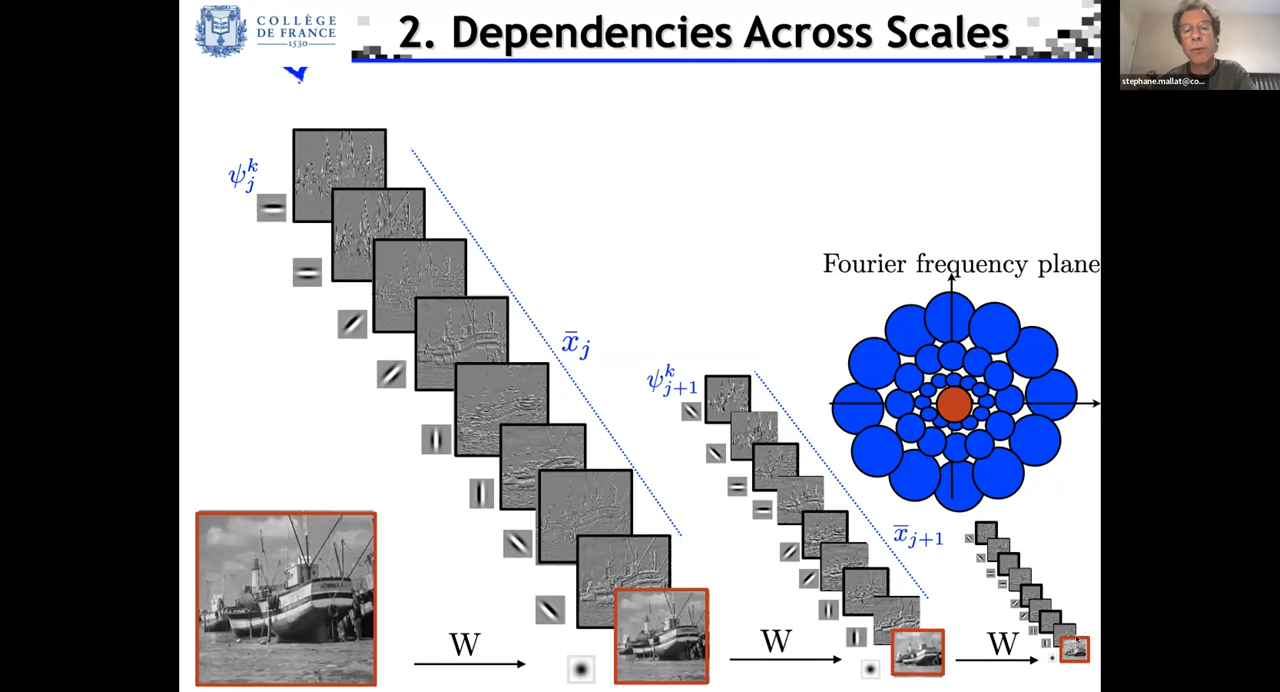 COLLÈGE
DE FRANCE
1530
2. Dependencies Across Scales
stephane.mallat@co...
ψ_j^k
x̄_j
Fourier frequency plane
ψ_{j+1}^k
x̄_{j+1}
W
W
W